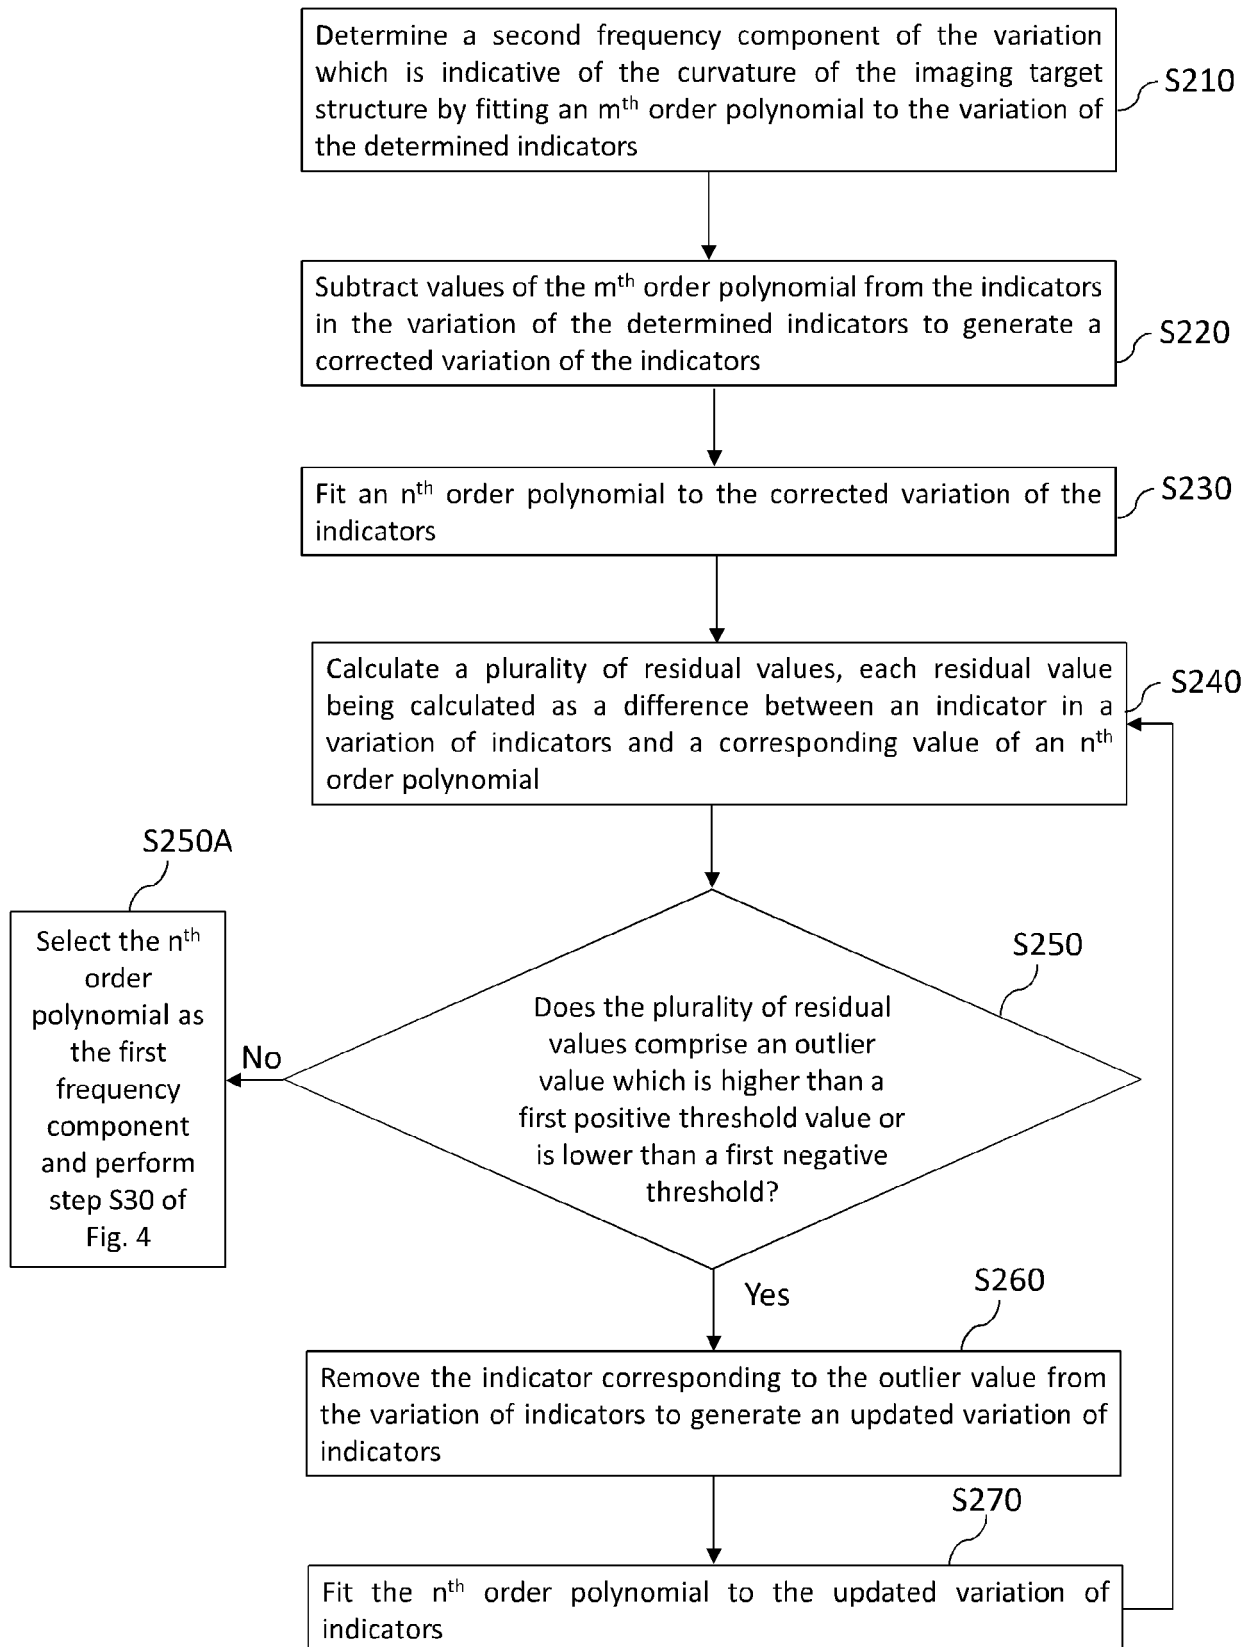 Determine a second frequency component of the variation
which is indicative of the curvature of the imaging target
structure by fitting an mth order polynomial to the variation of
the determined indicators
S210
Subtract values of the mth order polynomial from the indicators
in the variation of the determined indicators to generate a
corrected variation of the indicators
S220
Fit an nth order polynomial to the corrected variation of the
indicators
S230
Calculate a plurality of residual values, each residual value
being calculated as a difference between an indicator in a
variation of indicators and a corresponding value of an nth
order polynomial
S240
S250A
Select the nth
order
polynomial as
the first
frequency
component
and perform
step S30 of
Fig. 4
No
S250
Does the plurality of residual
values comprise an outlier
value which is higher than a
first positive threshold value or
is lower than a first negative
threshold?
Yes
S260
Remove the indicator corresponding to the outlier value from
the variation of indicators to generate an updated variation of
indicators
S270
Fit the nth order polynomial to the updated variation of
indicators